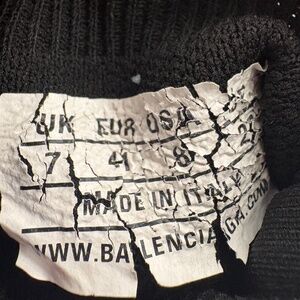 UK EUR USA
7 41 8
MADE IN ITALY
WWW.BALENCIAGA.COM